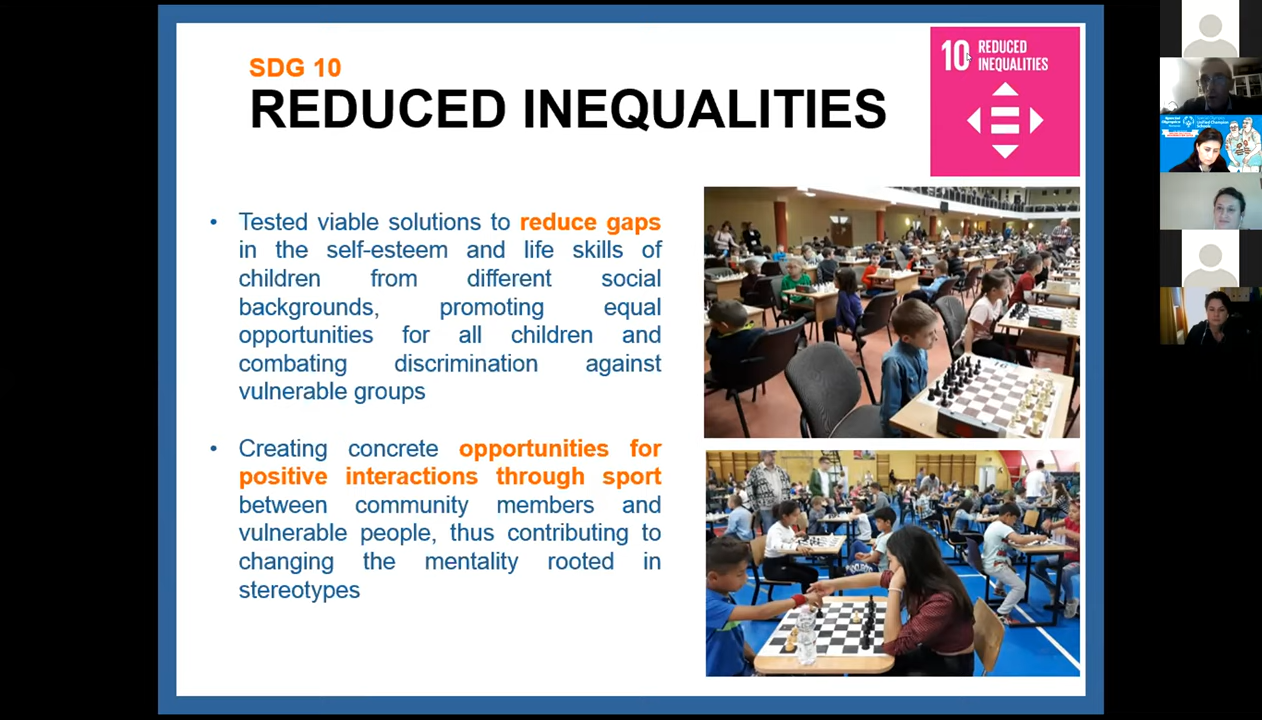 SDG 10
REDUCED INEQUALITIES
10 REDUCED
INEQUALITIES
• Tested viable solutions to reduce gaps
in the self-esteem and life skills of
children from different social
backgrounds, promoting equal
opportunities for all children and
combating discrimination against
vulnerable groups
• Creating concrete opportunities for
positive interactions through sport
between community members and
vulnerable people, thus contributing to
changing the mentality rooted in
stereotypes